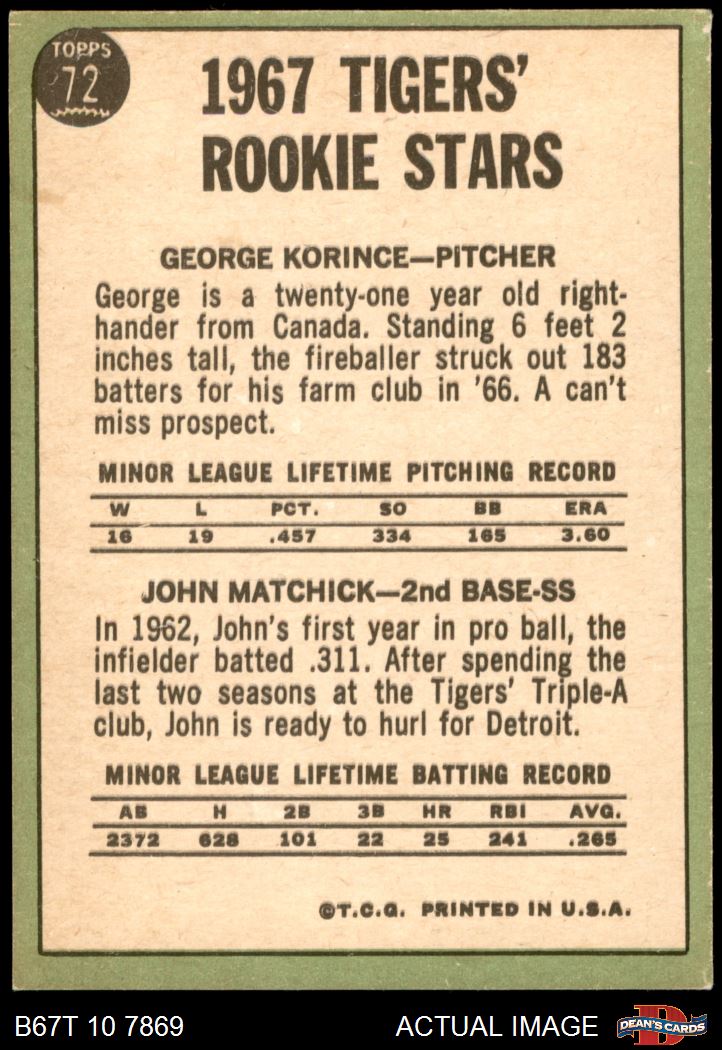 TOPPS
72
1967 TIGERS'
ROOKIE STARS
GEORGE KORINCE—PITCHER
George is a twenty-one year old right-
hander from Canada. Standing 6 feet 2
inches tall, the fireballer struck out 183
batters for his farm club in '66. A can't
miss prospect.
MINOR LEAGUE LIFETIME PITCHING RECORD
W L PCT. SO BB ERA
16 19 .457 334 165 3.60
JOHN MATCHICK—2nd BASE-SS
In 1962, John's first year in pro ball, the
infielder batted .311. After spending the
last two seasons at the Tigers' Triple-A
club, John is ready to hurl for Detroit.
MINOR LEAGUE LIFETIME BATTING RECORD
AB H 2B 3B HR RBI AVG.
2372 628 101 22 25 241 .265
©T.C.G. PRINTED IN U.S.A.
B67T 10 7869
ACTUAL IMAGE
D
DEAN'S CARDS